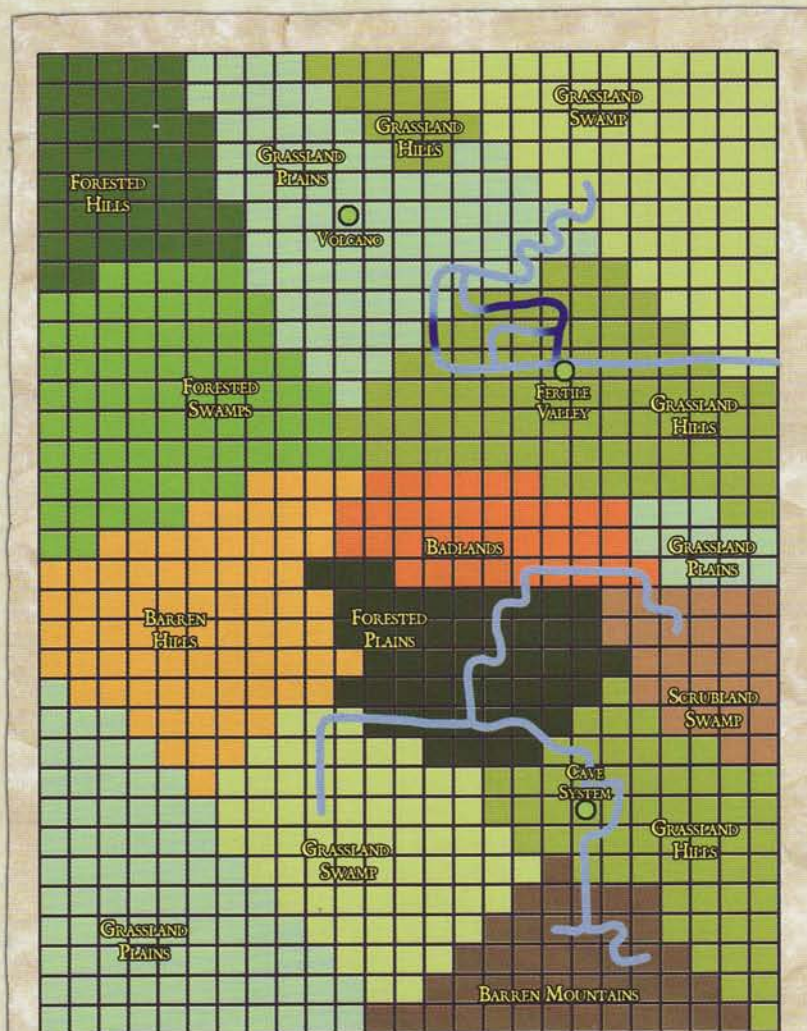 Grassland
Swamp
Grassland
Hills
Grassland
Plains
Forested
Hills
Volcano
Forested
Swamps
Fertile
Valley
Grassland
Hills
Badlands
Grassland
Plains
Barren
Hills
Forested
Plains
Scrubland
Swamp
Cave
System
Grassland
Hills
Grassland
Swamp
Grassland
Plains
Barren Mountains